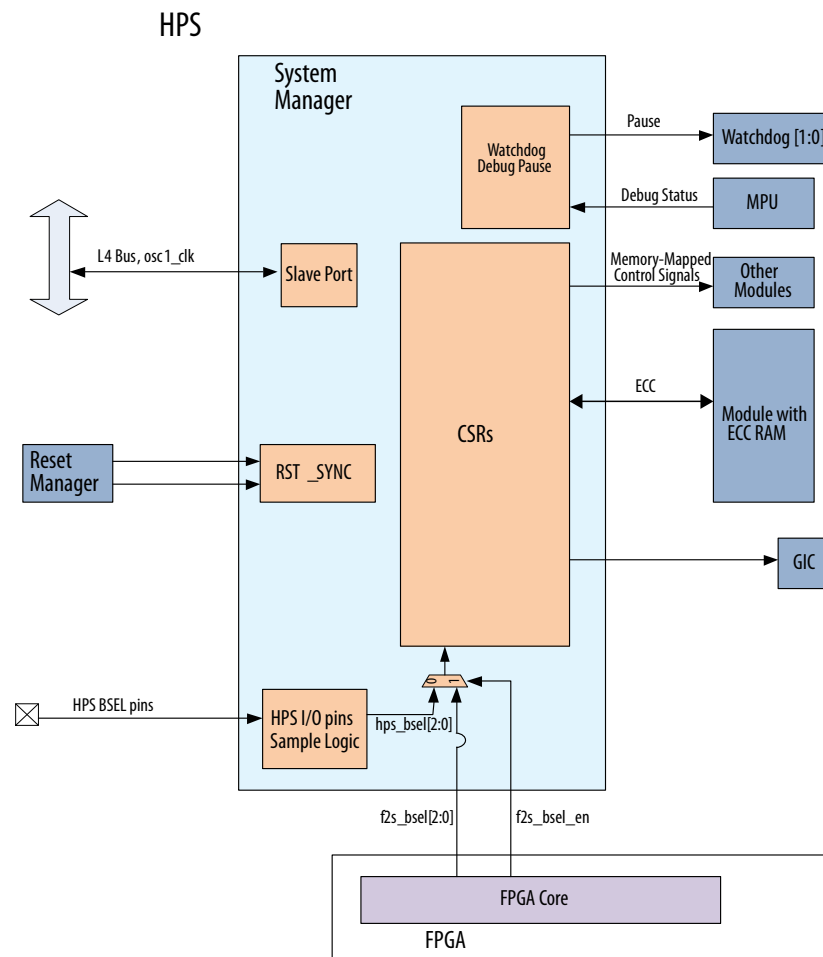 HPS
System
Manager
Watchdog
Debug Pause
Pause
Watchdog [1:0]
Debug Status
MPU
L4 Bus, osc1_clk
Slave Port
Memory-Mapped
Control Signals
Other
Modules
ECC
Module with
ECC RAM
CSRs
Reset
Manager
RST _SYNC
GIC
0 1
HPS BSEL pins
HPS I/O pins
Sample Logic
hps_bsel[2:0]
f2s_bsel[2:0]
f2s_bsel_en
FPGA Core
FPGA